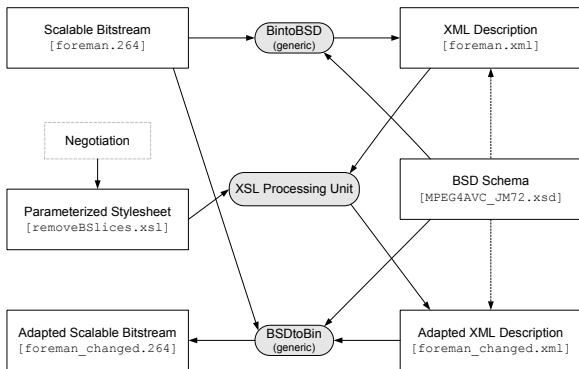 Scalable Bitstream
[foreman.264]
BintoBSD
(generic)
XML Description
[foreman.xml]
Negotiation
XSL Processing Unit
BSD Schema
[MPEG4AVC_JM72.xsd]
Parameterized Stylesheet
[removeBSlices.xsl]
Adapted Scalable Bitstream
[foreman_changed.264]
BSDtoBin
(generic)
Adapted XML Description
[foreman_changed.xml]